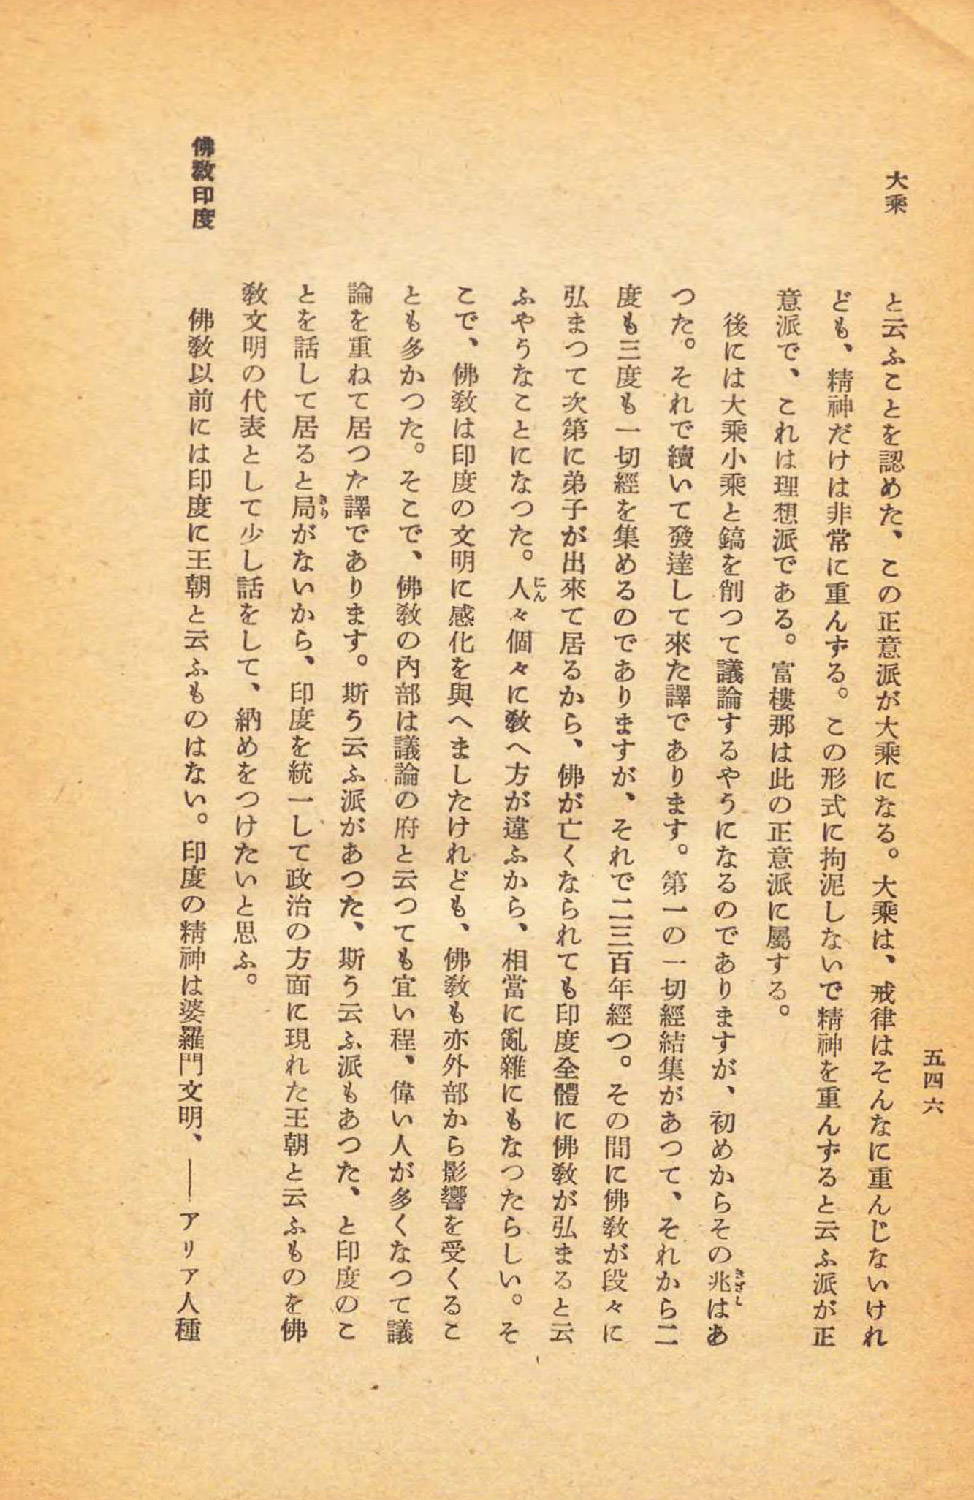 五四六
大乘
と云ふことを認めた、この正意派が大乘になる。大乘は、戒律はそんなに重んじないけれ
ども、精神だけは非常に重んずる。この形式に拘泥しないで精神を重んずると云ふ派が正
意派で、これは理想派である。富樓那は此の正意派に屬する。
後には大乘小乘と鎬を削つて議論するやうになるのでありますが、初めからその兆はあ
きざし
つた。それで續いて發達して來た譯であります。第一の一切經結集があつて、それから二
度も三度も一切經を集めるのでありますが、それで二三百年經つ。その間に佛敎が段々に
弘まつて次第に弟子が出來て居るから、佛が亡くなられても印度全體に佛敎が弘まると云
ふやうなことになつた。人々個々に敎へ方が違ふから、相當に亂雜にもなつたらしい。そ
にん
こで、佛敎は印度の文明に感化を與へましたけれども、佛敎も亦外部から影響を受くるこ
とも多かつた。そこで、佛敎の內部は議論の府と云つても宜い程、偉い人が多くなつて議
論を重ねて居つた譯であります。斯う云ふ派があつた、斯う云ふ派もあつた、と印度のこ
とを話して居ると局がないから、印度を統一して政治の方面に現れた王朝と云ふものを佛
きり
敎文明の代表として少し話をして、納めをつけたいと思ふ。
佛敎印度
佛敎以前には印度に王朝と云ふものはない。印度の精神は婆羅門文明、――アリア人種